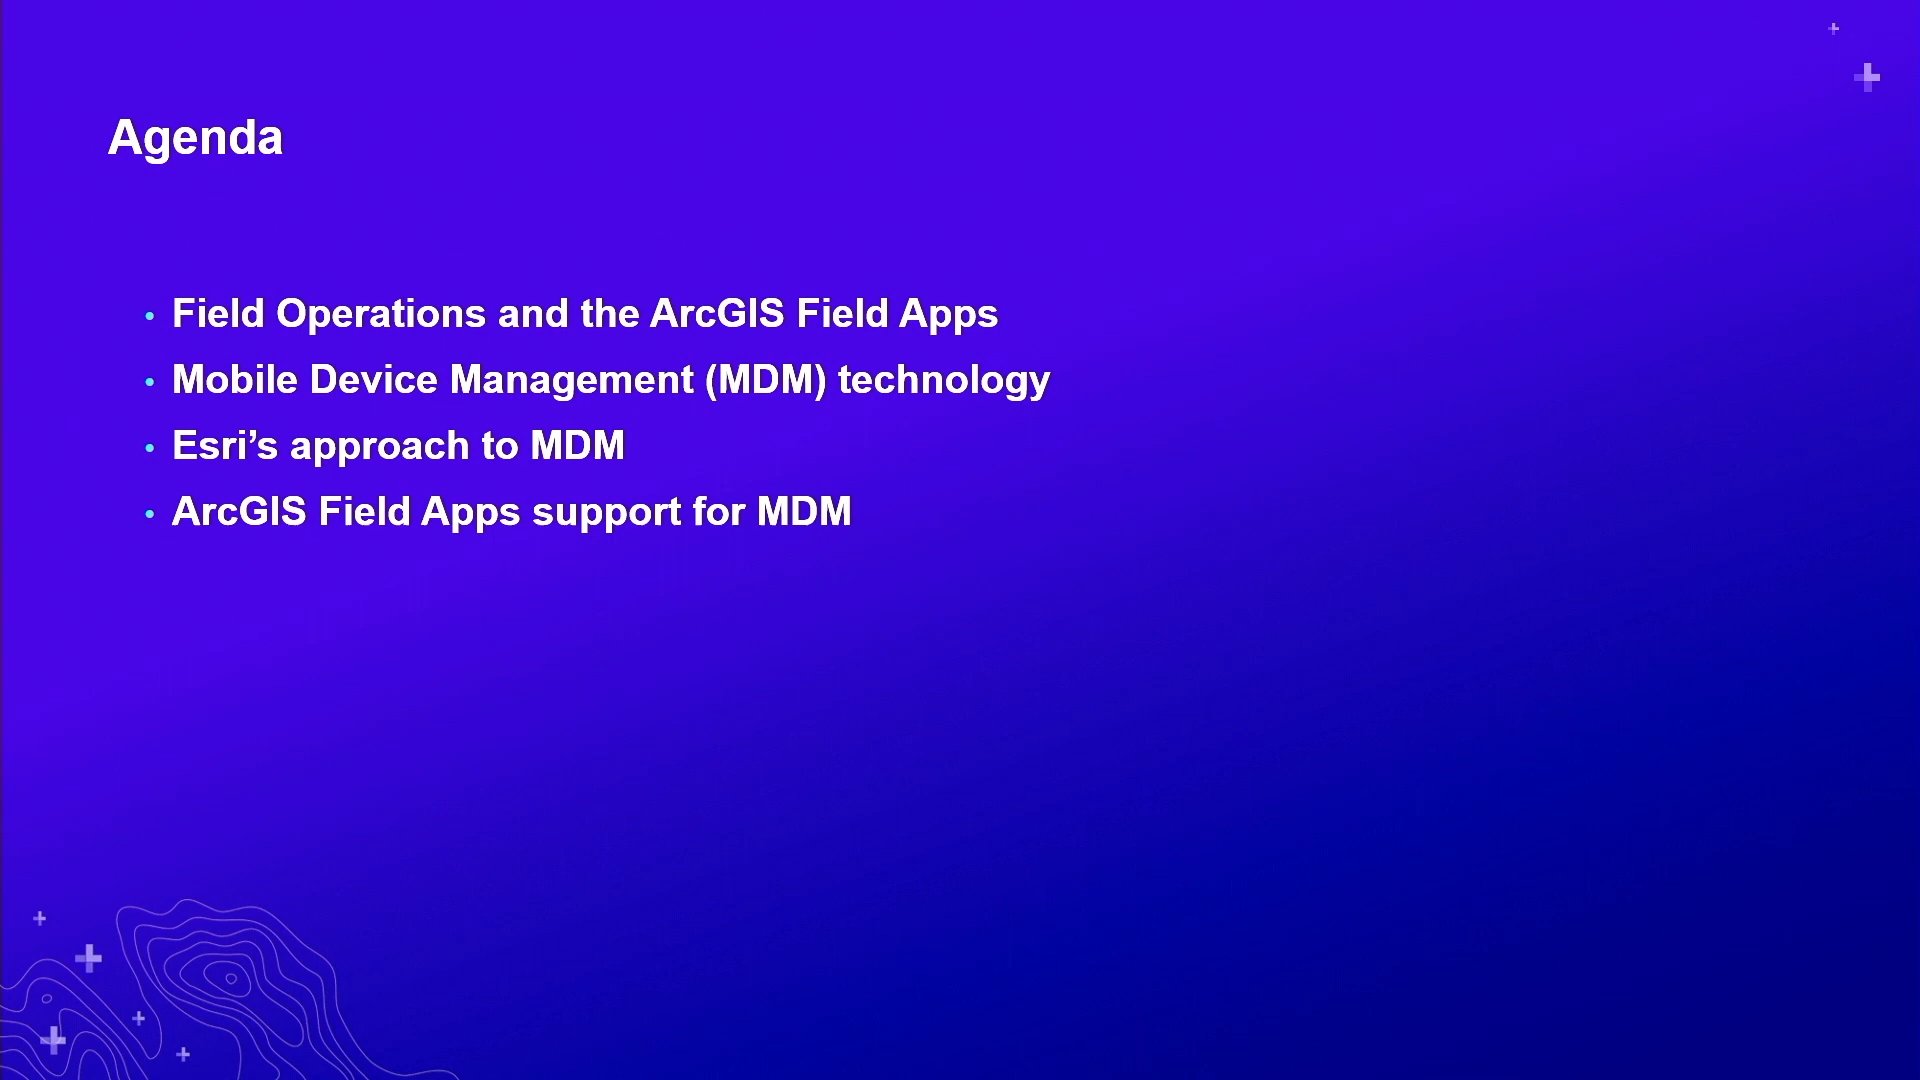 Agenda
• Field Operations and the ArcGIS Field Apps
• Mobile Device Management (MDM) technology
• Esri’s approach to MDM
• ArcGIS Field Apps support for MDM